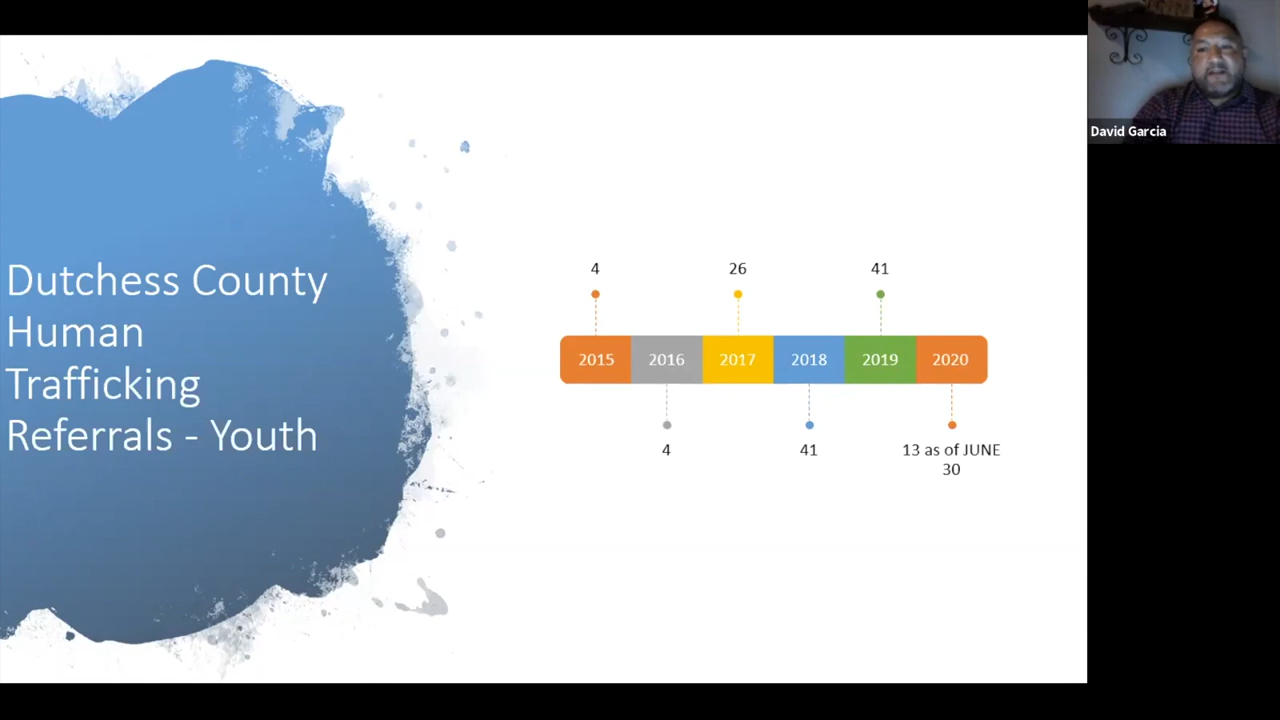 Dutchess County
Human
Trafficking
Referrals - Youth
4
26
41
2015
2016
2017
2018
2019
2020
4
41
13 as of JUNE
30
David Garcia